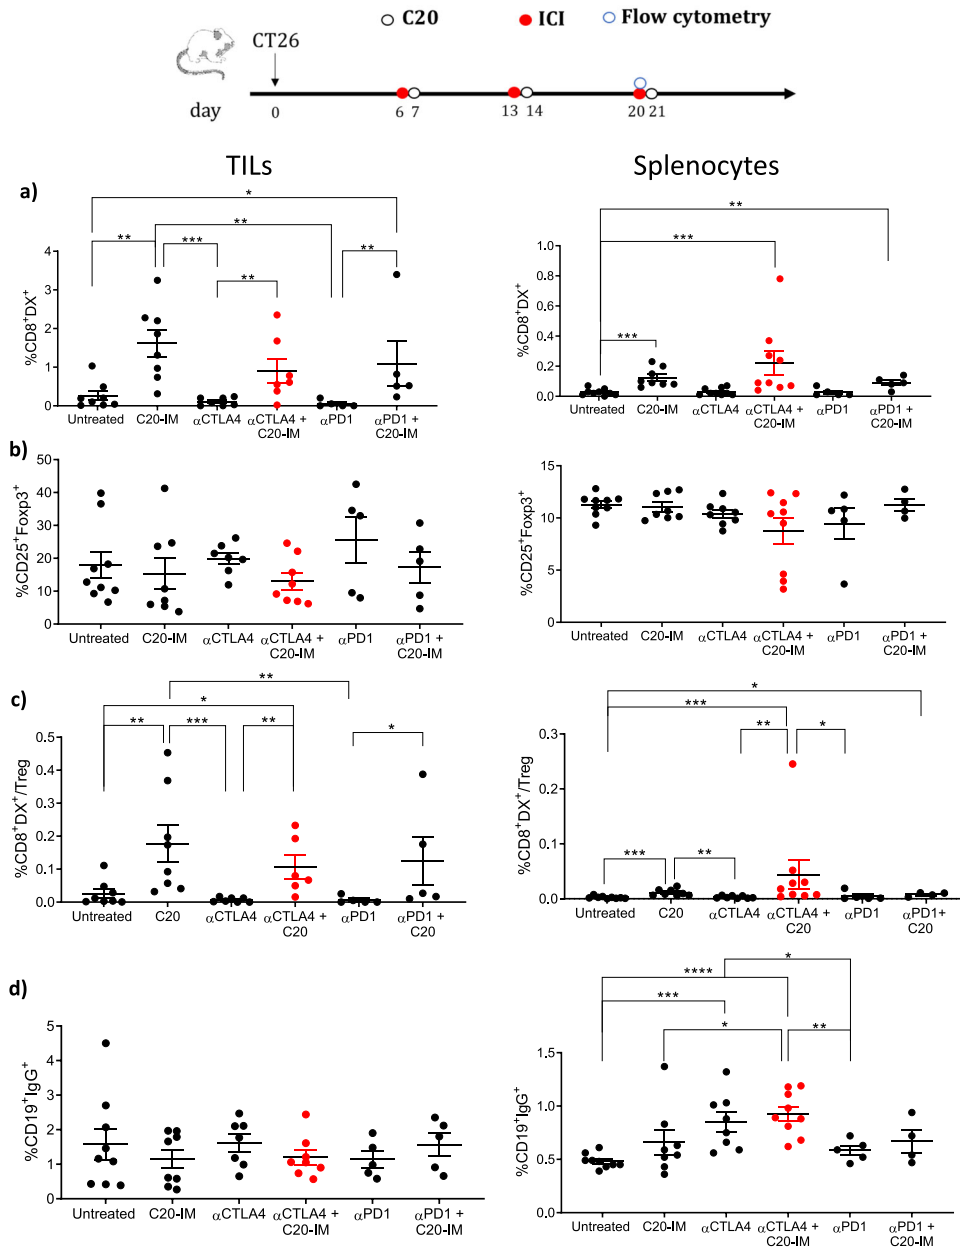 C20 ICI Flow cytometry
CT26
day 0 6 7 13 14 20 21
TILs Splenocytes
a)
* ** ** *** ** **
%CD8+DX+
4
3
2
1
0
Untreated C20-IM αCTLA4 αCTLA4 + C20-IM αPD1 αPD1 + C20-IM
** *** ***
%CD8+DX+
1.0
0.8
0.6
0.4
0.2
0.0
Untreated C20-IM αCTLA4 αCTLA4 + C20-IM αPD1 αPD1 + C20-IM
b)
%CD25+Foxp3+
50
40
30
20
10
0
Untreated C20-IM αCTLA4 αCTLA4 + C20-IM αPD1 αPD1 + C20-IM
%CD25+Foxp3+
15
10
5
0
Untreated C20-IM αCTLA4 αCTLA4 + C20-IM αPD1 αPD1 + C20-IM
c)
** * ** *** ** *
%CD8+DX+/Treg
0.5
0.4
0.3
0.2
0.1
0.0
Untreated C20 αCTLA4 αCTLA4 + C20 αPD1 αPD1 + C20
* *** ** * *** **
%CD8+DX+/Treg
0.3
0.2
0.1
0.0
Untreated C20 αCTLA4 αCTLA4 + C20 αPD1 αPD1+ C20
d)
%CD19+IgG+
5
4
3
2
1
0
Untreated C20-IM αCTLA4 αCTLA4 + C20-IM αPD1 αPD1 + C20-IM
* **** *** * **
%CD19+IgG+
1.5
1.0
0.5
0.0
Untreated C20-IM αCTLA4 αCTLA4 + C20-IM αPD1 αPD1 + C20-IM